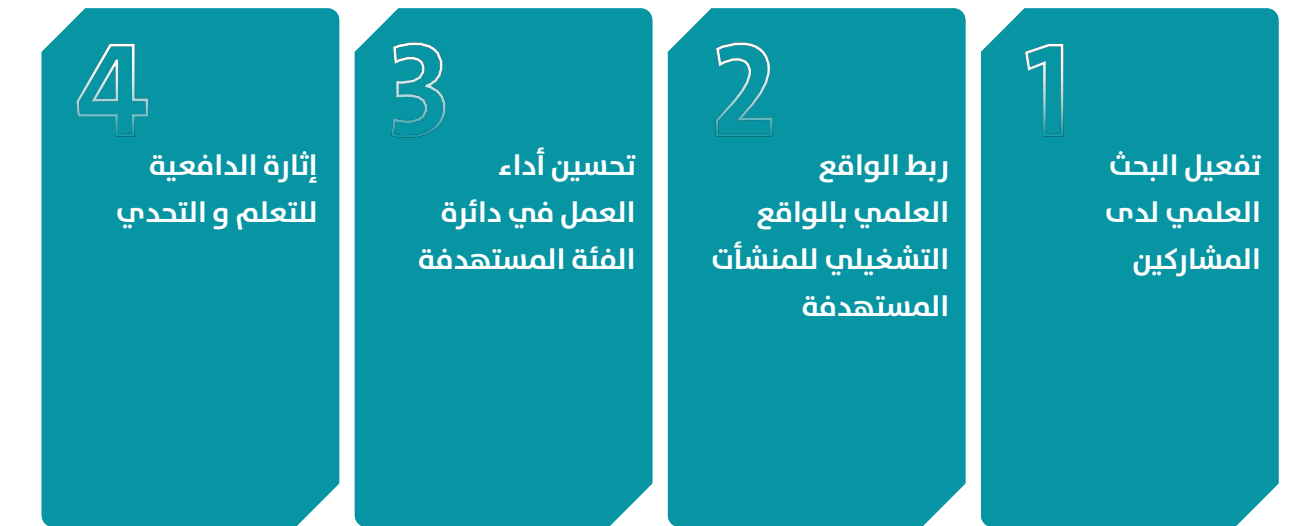 1
تفعيل البحث
العلمي لدى
المشاركين
2
ربط الواقع
العلمي بالواقع
التشغيلي للمنشأت
المستهدفة
3
تحسين أداء
العمل في دائرة
الفئة المستهدفة
4
إثارة الدافعية
للتعلم و التحدي